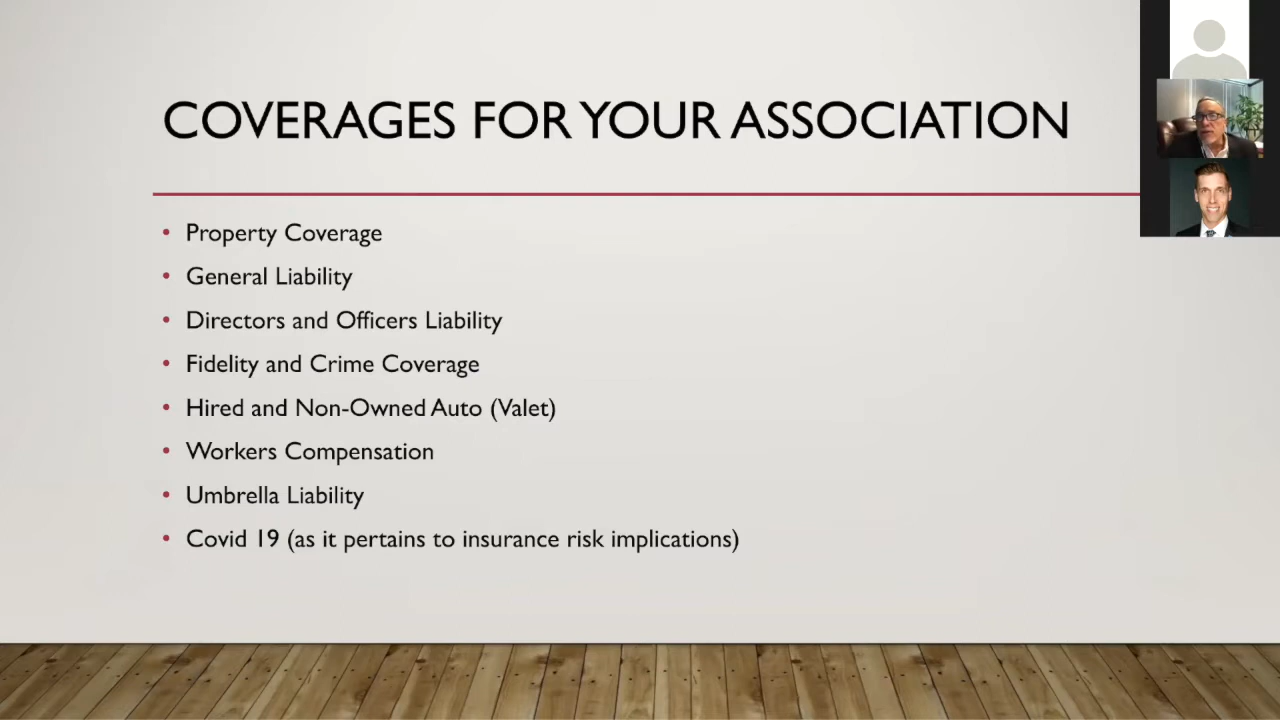 COVERAGES FOR YOUR ASSOCIATION
• Property Coverage
• General Liability
• Directors and Officers Liability
• Fidelity and Crime Coverage
• Hired and Non-Owned Auto (Valet)
• Workers Compensation
• Umbrella Liability
• Covid 19 (as it pertains to insurance risk implications)